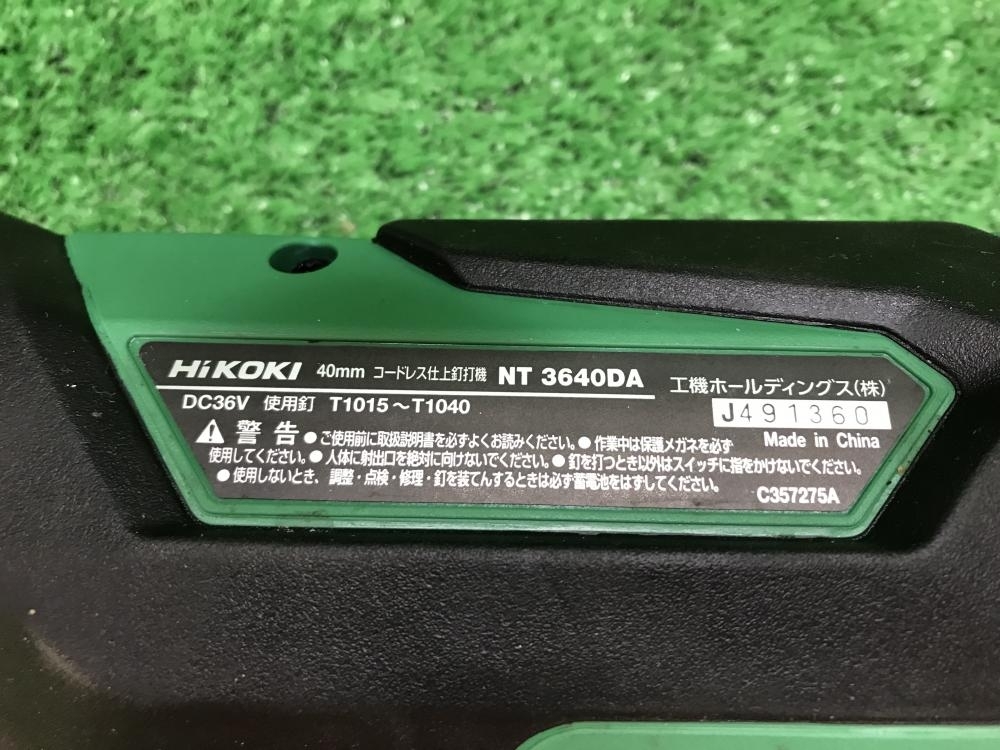 HiKOKI 40mm コードレス仕上釘打機 NT 3640DA 工機ホールディングス(株)
DC36V 使用釘 T1015～T1040 J491360
Made in China
警告 ●ご使用前に取扱説明書を必ずよくお読みください。●作業中は保護メガネを必ず
使用してください。●人体に射出口を絶対に向けないでください。●釘を打つとき以外はスイッチに指をかけないでください。
●使用しないとき、調整・点検・修理・釘を装てんするときは必ず蓄電池をはずしてください。
C357275A